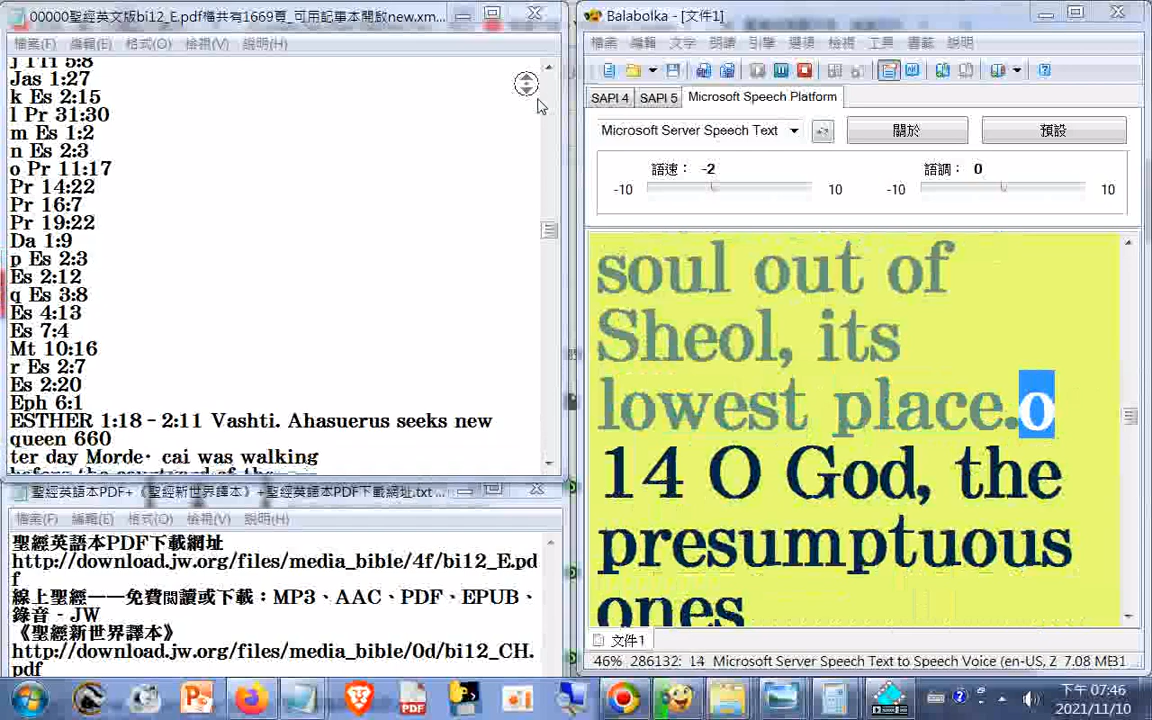 00000聖經英文版bi12_E.pdf檔共有1669頁_可用記事本開啟new.xm...
檔案(F) 編輯(E) 格式(O) 檢視(V) 說明(H)
j 1Ti 5:8
Jas 1:27
k Es 2:15
l Pr 31:30
m Es 1:2
n Es 2:3
o Pr 11:17
Pr 14:22
Pr 16:7
Pr 19:22
Da 1:9
p Es 2:3
Es 2:12
q Es 3:8
Es 4:13
Es 7:4
Mt 10:16
r Es 2:7
Es 2:20
Eph 6:1
ESTHER 1:18–2:11 Vashti. Ahasuerus seeks new
queen 660
ter day Morde· cai was walking
before the courtyard of the
聖經英語本PDF+《聖經新世界譯本》+聖經英語本PDF下載網址.txt ...
檔案(F) 編輯(E) 格式(O) 檢視(V) 說明(H)
聖經英語本PDF下載網址
http://download.jw.org/files/media_bible/4f/bi12_E.pd
f
線上聖經——免費閱讀或下載：MP3、AAC、PDF、EPUB、
錄音 - JW
《聖經新世界譯本》
http://download.jw.org/files/media_bible/0d/bi12_CH.
pdf
Balabolka - [文件1]
檔案 編輯 文字 朗讀 引擎 選項 檢視 工具 書籤 說明
SAPI 4 SAPI 5 Microsoft Speech Platform
Microsoft Server Speech Text 關於 預設
語速： -2 語調： 0
-10 10 -10 10
soul out of
Sheol, its
lowest place.o
14 O God, the
presumptuous
ones
文件1
46% 286132: 14 Microsoft Server Speech Text to Speech Voice (en-US, Z 7.08 MB
下午 07:46
2021/11/10